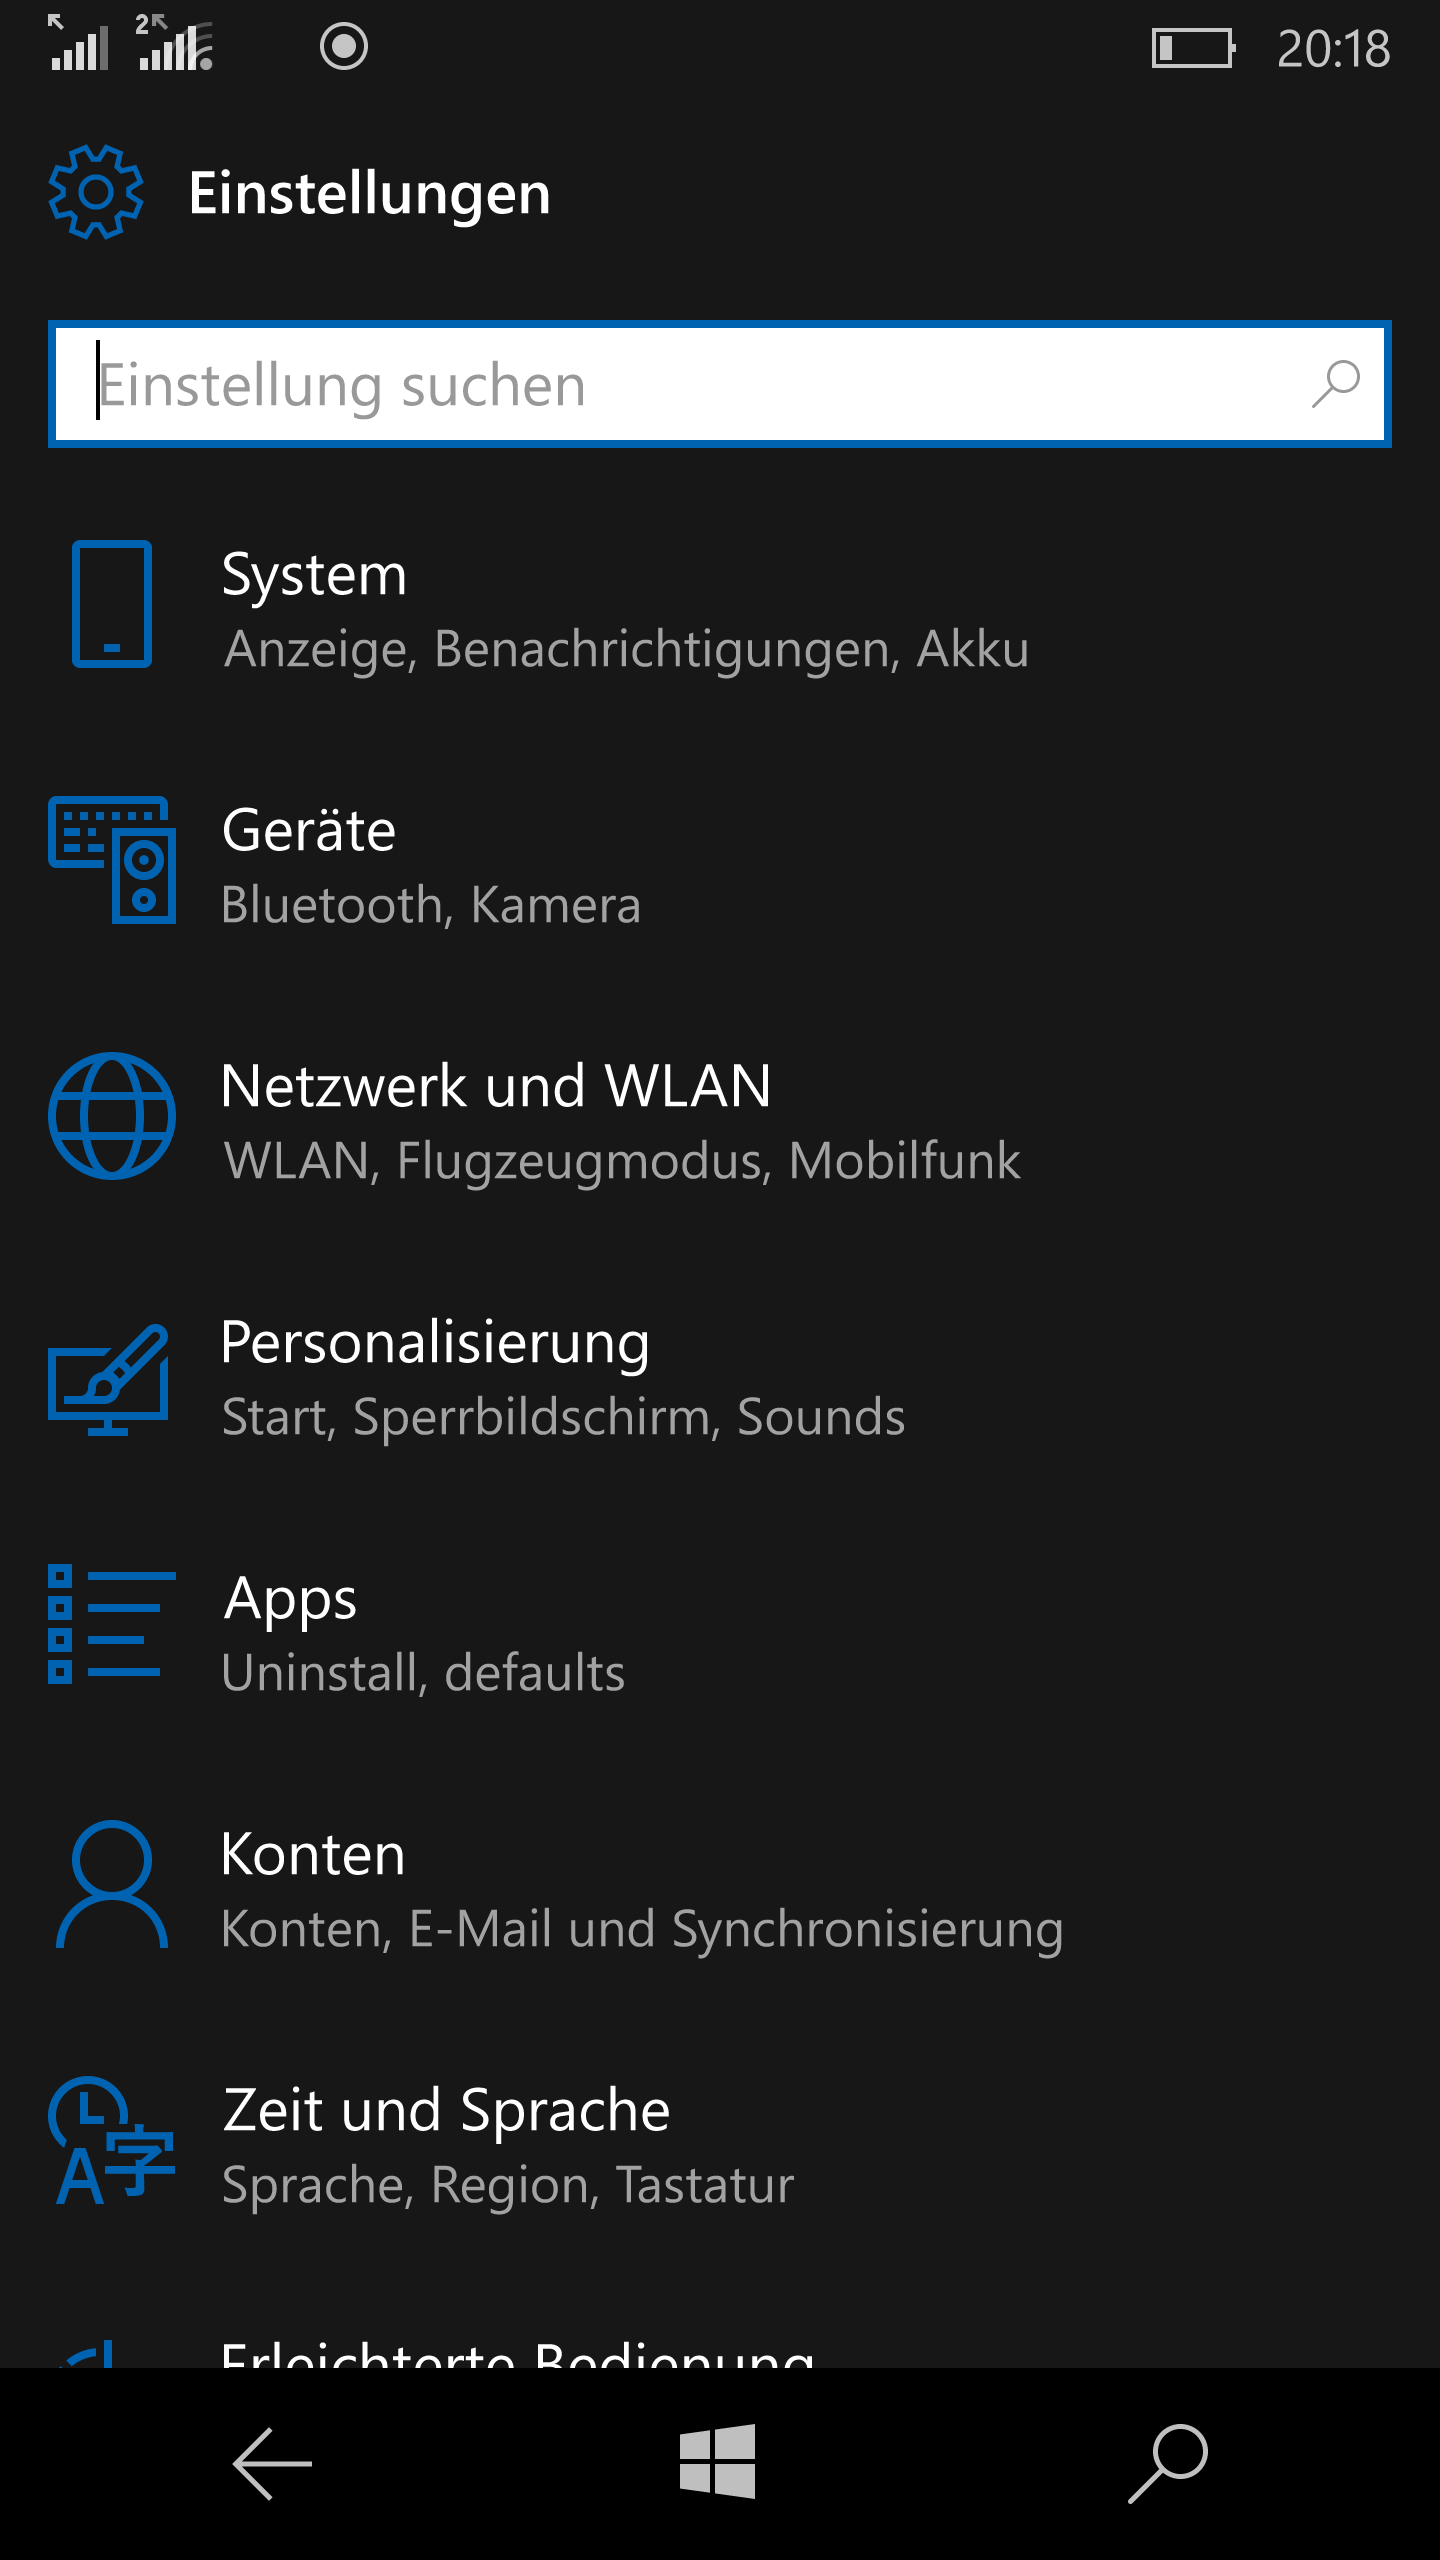 2
20:18
Einstellungen
Einstellung suchen
System
Anzeige, Benachrichtigungen, Akku
Geräte
Bluetooth, Kamera
Netzwerk und WLAN
WLAN, Flugzeugmodus, Mobilfunk
Personalisierung
Start, Sperrbildschirm, Sounds
Apps
Uninstall, defaults
Konten
Konten, E-Mail und Synchronisierung
A字
Zeit und Sprache
Sprache, Region, Tastatur
Erleichterte Bedienung